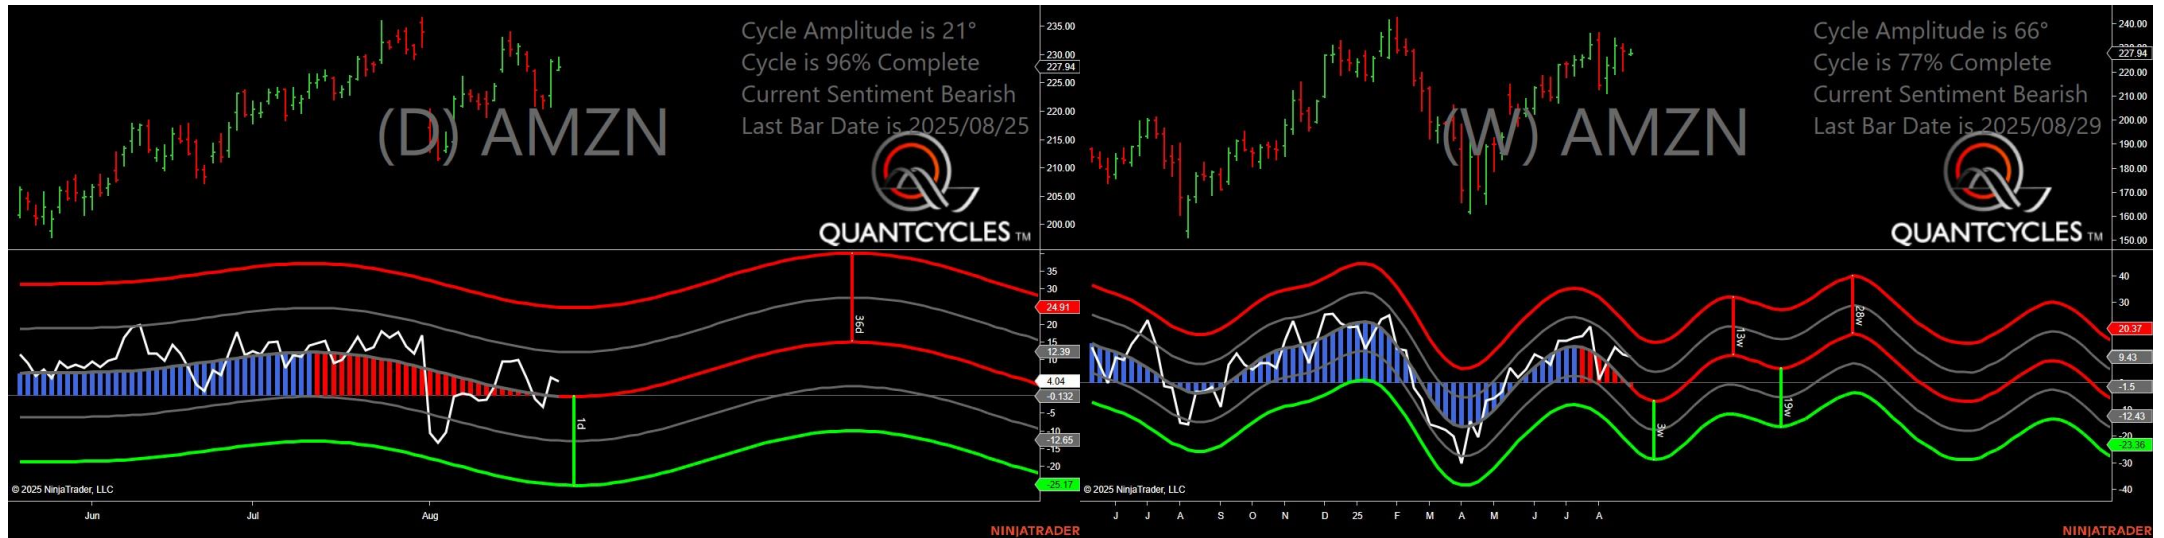 Cycle Amplitude is 21°
Cycle is 96% Complete
Current Sentiment Bearish
Last Bar Date is 2025/08/25
(D) AMZN
QUANTCYCLES TM
235.00
230.00
227.94
225.00
220.00
215.00
210.00
205.00
200.00
35
30
24.91
20
15
12.39
10
4.04
-0.132
-5
-10
-12.65
-15
-20
-25.17
36d
1d
© 2025 NinjaTrader, LLC
Jun
Jul
Aug
NINJATRADER
Cycle Amplitude is 66°
Cycle is 77% Complete
Current Sentiment Bearish
Last Bar Date is 2025/08/29
(W) AMZN
QUANTCYCLES TM
240.00
227.94
220.00
210.00
200.00
190.00
180.00
170.00
160.00
150.00
40
30
20.37
9.43
-1.5
-12.43
-20
-23.36
-30
-40
13w
28w
3w
19w
© 2025 NinjaTrader, LLC
J J A S O N D 25 F M A M J J A
NINJATRADER